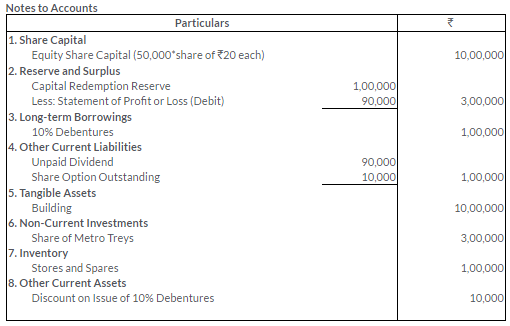 Notes to Accounts
Particulars ₹
1. Share Capital
Equity Share Capital (50,000*share of ₹20 each) 10,00,000
2. Reserve and Surplus
Capital Redemption Reserve 1,00,000
Less: Statement of Profit or Loss (Debit) 90,000 3,00,000
3. Long-term Borrowings
10% Debentures 1,00,000
4. Other Current Liabilities
Unpaid Dividend 90,000
Share Option Outstanding 10,000 1,00,000
5. Tangible Assets
Building 10,00,000
6. Non-Current Investments
Share of Metro Treys 3,00,000
7. Inventory
Stores and Spares 1,00,000
8. Other Current Assets
Discount on Issue of 10% Debentures 10,000